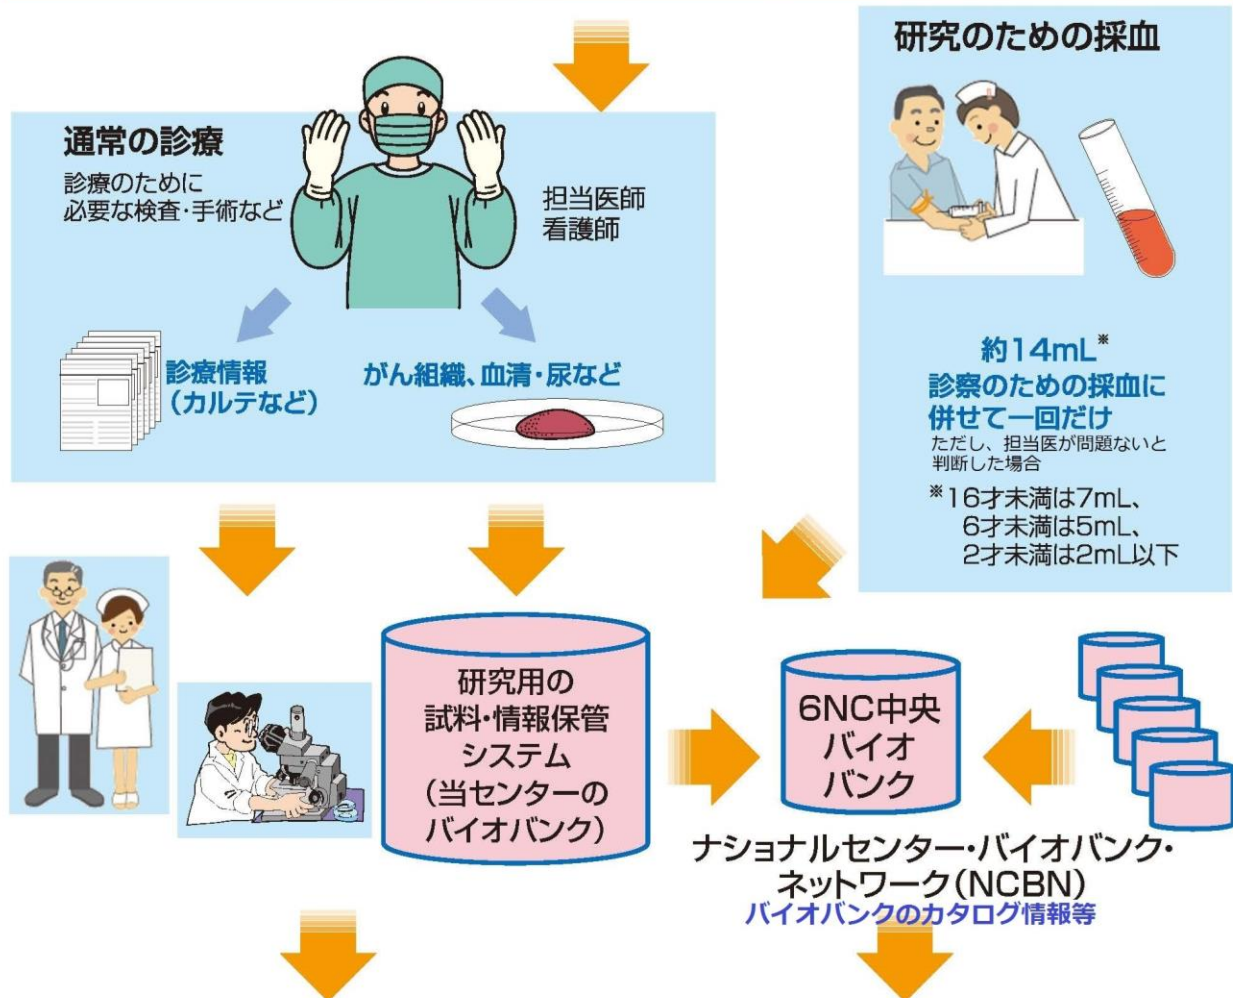 通常の診療
診療のために
必要な検査・手術など
担当医師
看護師
診療情報
(カルテなど)
がん組織、血清・尿など
研究のための採血
約14mL※
診察のための採血に
併せて一回だけ
ただし、担当医が問題ないと
判断した場合
※16才未満は7mL、
6才未満は5mL、
2才未満は2mL以下
研究用の
試料・情報保管
システム
(当センターの
バイオバンク)
6NC中央
バイオ
バンク
ナショナルセンター・バイオバンク・
ネットワーク(NCBN)
バイオバンクのカタログ情報等